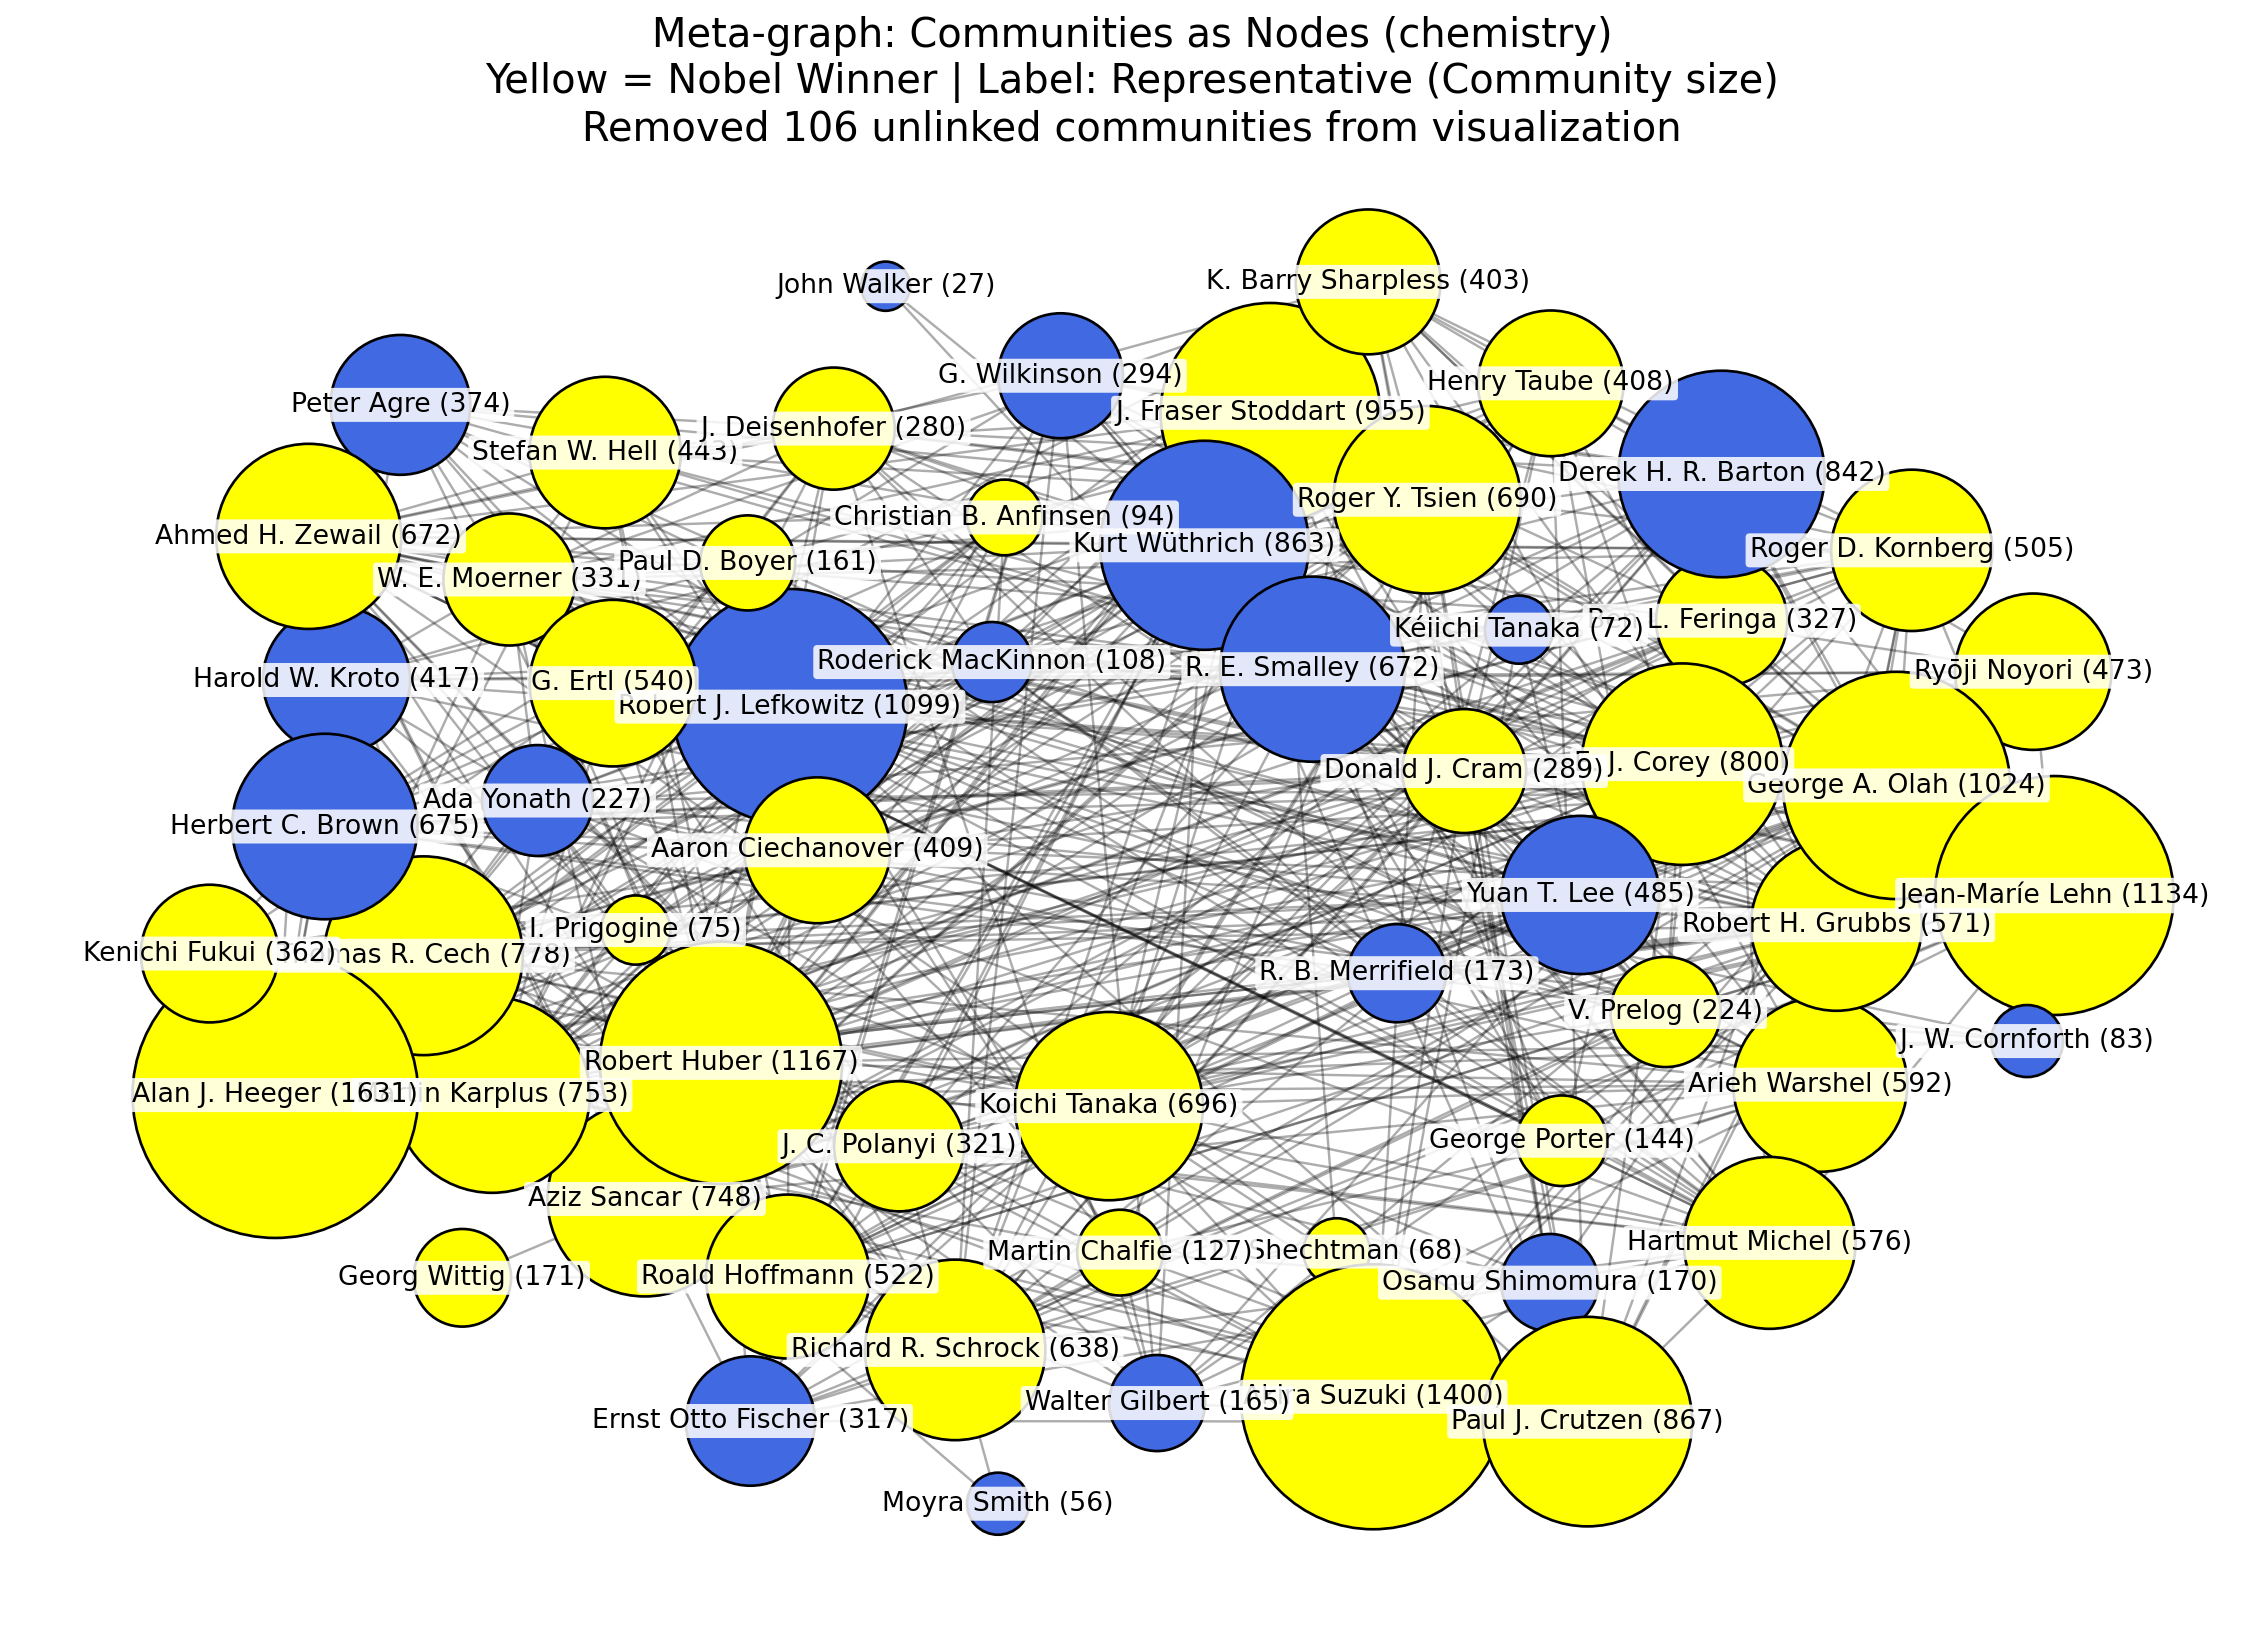 Meta-graph: Communities as Nodes (chemistry)
Yellow = Nobel Winner | Label: Representative (Community size)
Removed 106 unlinked communities from visualization
K. Barry Sharpless (403)
John Walker (27)
G. Wilkinson (294)
Henry Taube (408)
Peter Agre (374)
J. Fraser Stoddart (955)
J. Deisenhofer (280)
Stefan W. Hell (443)
Derek H. R. Barton (842)
Roger Y. Tsien (690)
Christian B. Anfinsen (94)
Ahmed H. Zewail (672)
Kurt Wüthrich (863)
Roger D. Kornberg (505)
Paul D. Boyer (161)
W. E. Moerner (331)
L. Feringa (327)
Kéiichi Tanaka (72)
Roderick MacKinnon (108)
R. E. Smalley (672)
Ryōji Noyori (473)
Harold W. Kroto (417)
G. Ertl (540)
Robert J. Lefkowitz (1099)
Donald J. Cram (289)
J. Corey (800)
George A. Olah (1024)
Ada Yonath (227)
Herbert C. Brown (675)
Aaron Ciechanover (409)
Yuan T. Lee (485)
Jean-Maríe Lehn (1134)
Robert H. Grubbs (571)
I. Prigogine (75)
Kenichi Fukui (362)
R. Cech (778)
R. B. Merrifield (173)
V. Prelog (224)
J. W. Cornforth (83)
Robert Huber (1167)
Arieh Warshel (592)
Alan J. Heeger (1631)
Karplus (753)
Koichi Tanaka (696)
J. C. Polanyi (321)
George Porter (144)
Aziz Sancar (748)
Hartmut Michel (576)
Martin Chalfie (127)
Shechtman (68)
Georg Wittig (171)
Roald Hoffmann (522)
Osamu Shimomura (170)
Richard R. Schrock (638)
Suzuki (1400)
Walter Gilbert (165)
Ernst Otto Fischer (317)
Paul J. Crutzen (867)
Moyra Smith (56)